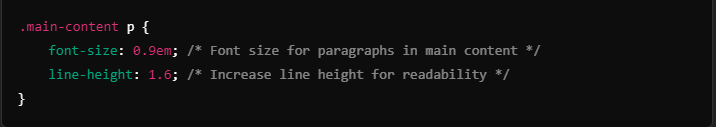 .main-content p {
    font-size: 0.9em; /* Font size for paragraphs in main content */
    line-height: 1.6; /* Increase line height for readability */
}